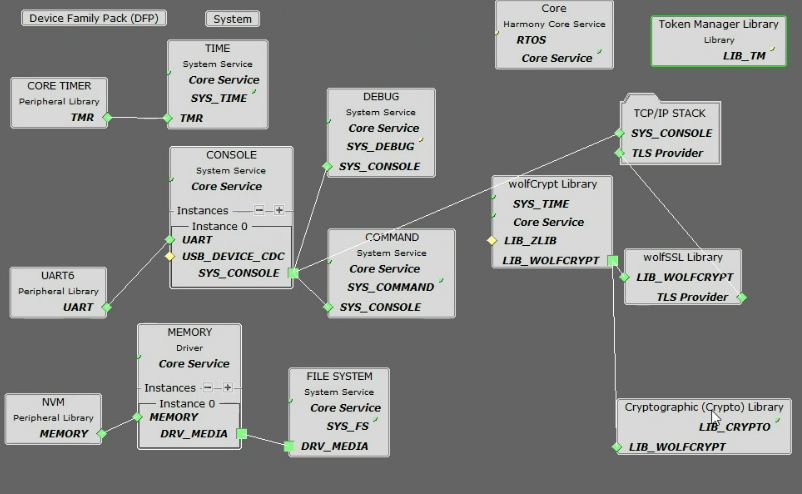 Device Family Pack (DFP)
System
Core
Harmony Core Service
RTOS
Core Service
Token Manager Library
Library
LIB_TM
TIME
System Service
Core Service
SYS_TIME
TMR
CORE TIMER
Peripheral Library
TMR
DEBUG
System Service
Core Service
SYS_DEBUG
SYS_CONSOLE
TCP/IP STACK
SYS_CONSOLE
TLS Provider
CONSOLE
System Service
Core Service
Instances
Instance 0
UART
USB_DEVICE_CDC
SYS_CONSOLE
wolfCrypt Library
SYS_TIME
Core Service
LIB_ZLIB
LIB_WOLFCRYPT
COMMAND
System Service
Core Service
SYS_COMMAND
SYS_CONSOLE
wolfSSL Library
LIB_WOLFCRYPT
TLS Provider
UART6
Peripheral Library
UART
MEMORY
Driver
Core Service
Instances
Instance 0
MEMORY
DRV_MEDIA
FILE SYSTEM
System Service
Core Service
SYS_FS
DRV_MEDIA
NVM
Peripheral Library
MEMORY
Cryptographic (Crypto) Library
LIB_CRYPTO
LIB_WOLFCRYPT